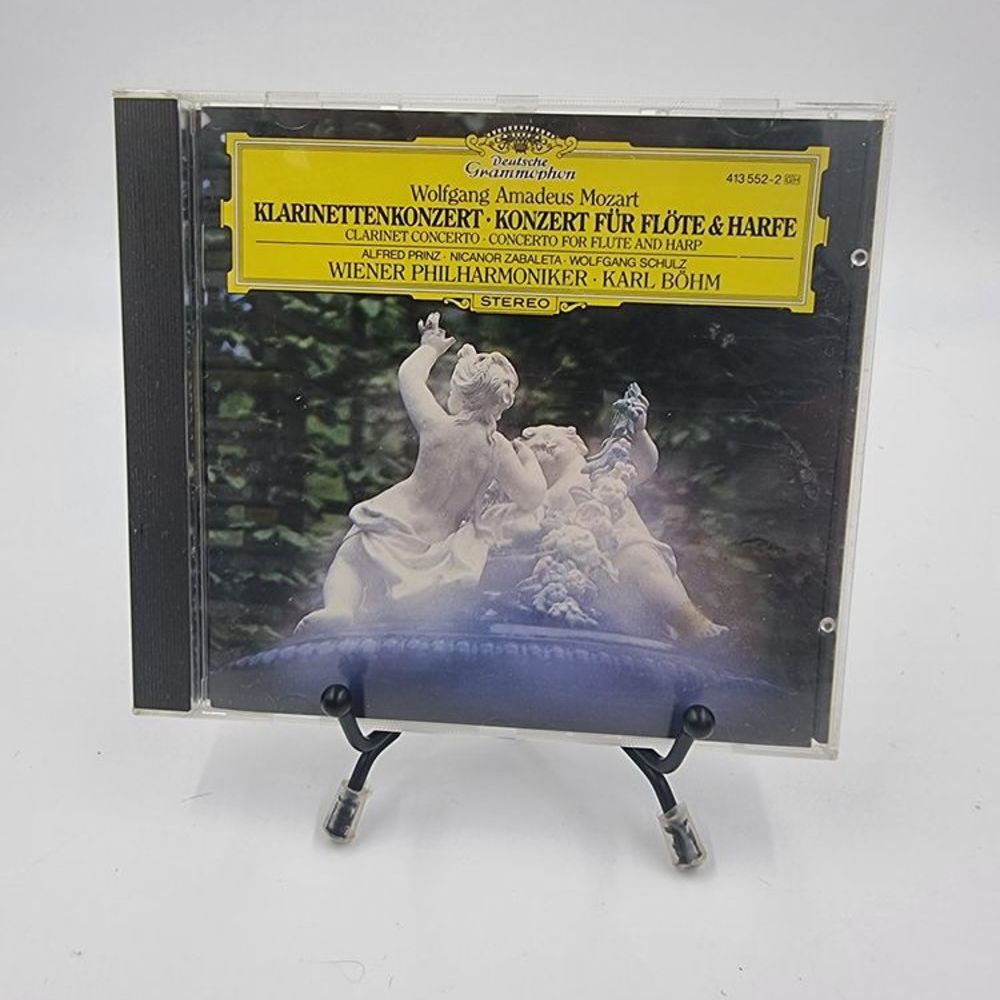 Deutsche
Grammophon
413 552-2 GH
Wolfgang Amadeus Mozart
KLARINETTENKONZERT · KONZERT FÜR FLÖTE & HARFE
CLARINET CONCERTO · CONCERTO FOR FLUTE AND HARP
ALFRED PRINZ · NICANOR ZABALETA · WOLFGANG SCHULZ
WIENER PHILHARMONIKER · KARL BÖHM
STEREO